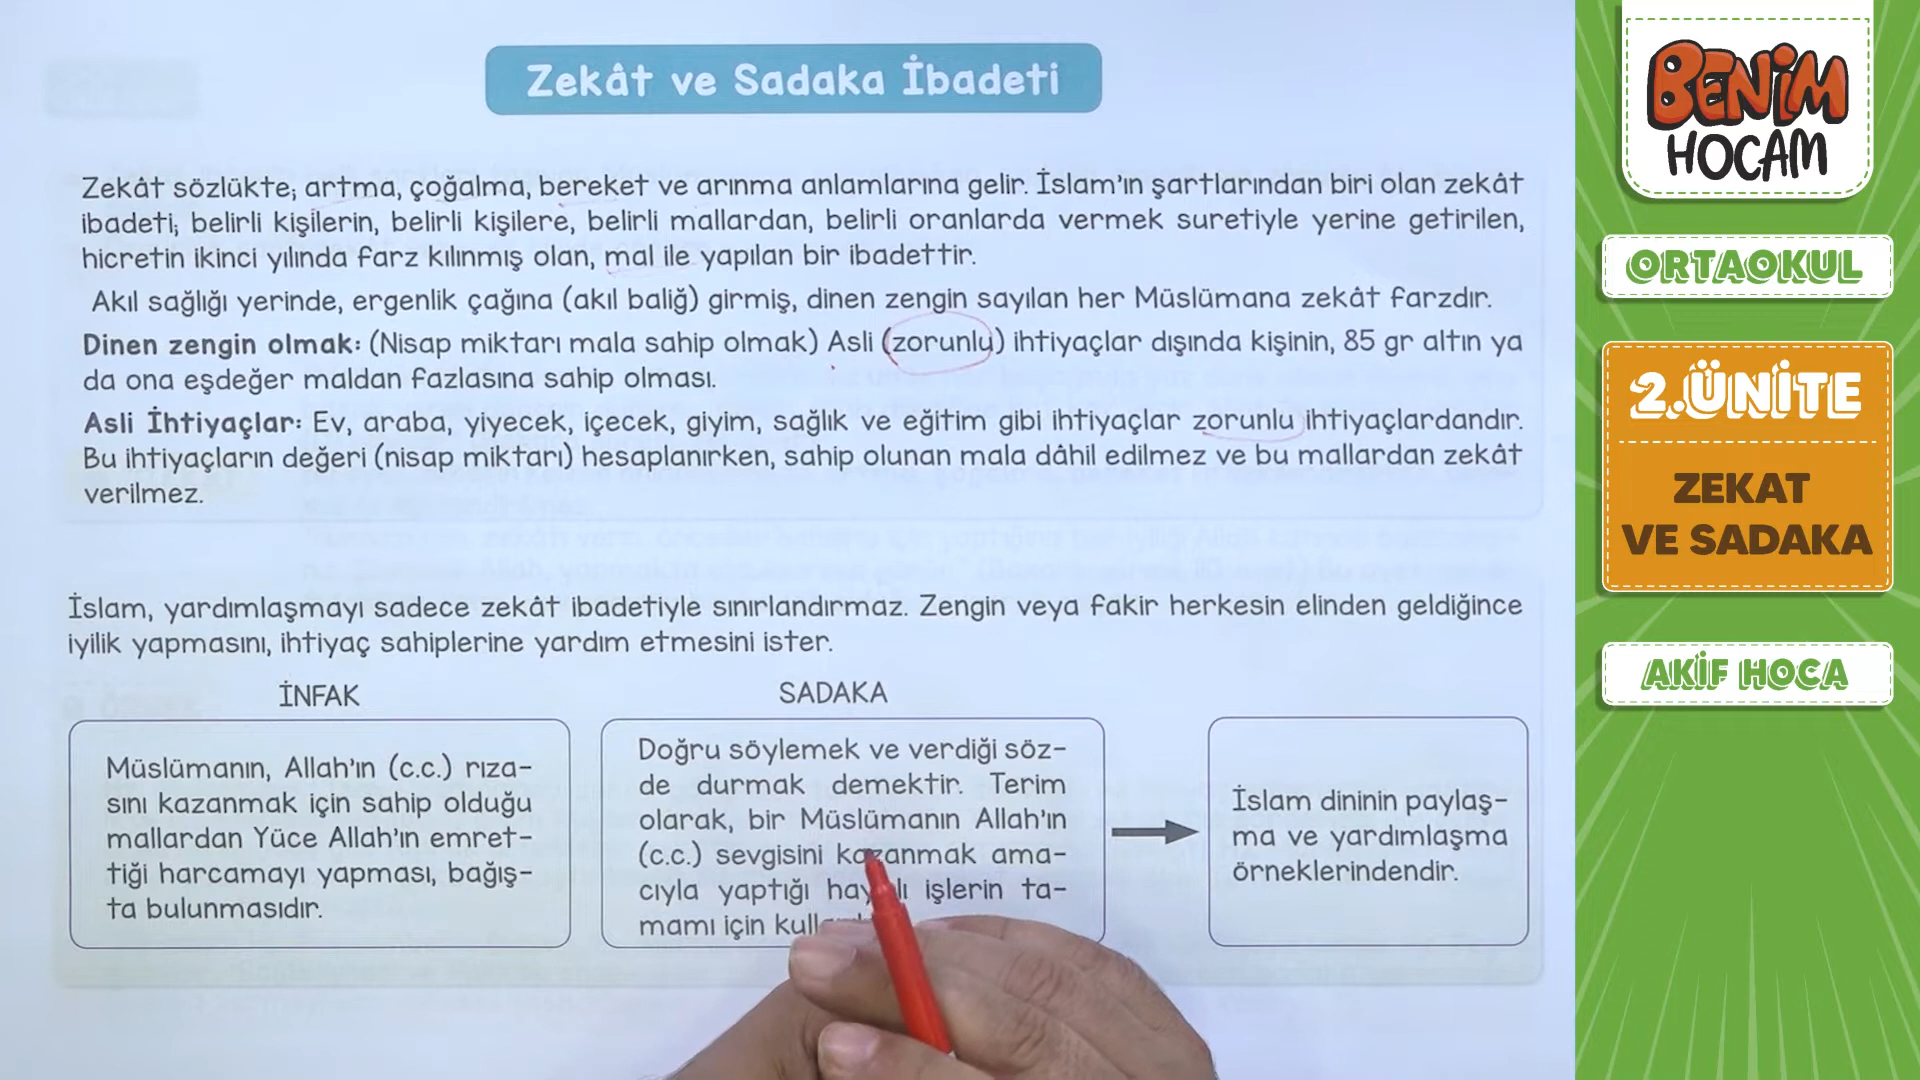 Zekât ve Sadaka İbadeti
Zekât sözlükte; artma, çoğalma, bereket ve arınma anlamlarına gelir. İslam'ın şartlarından biri olan zekât
ibadeti; belirli kişilerin, belirli kişilere, belirli mallardan, belirli oranlarda vermek suretiyle yerine getirilen,
hicretin ikinci yılında farz kılınmış olan, mal ile yapılan bir ibadettir.
Akıl sağlığı yerinde, ergenlik çağına (akıl baliğ) girmiş, dinen zengin sayılan her Müslümana zekât farzdır.
Dinen zengin olmak: (Nisap miktarı mala sahip olmak) Asli (zorunlu) ihtiyaçlar dışında kişinin, 85 gr altın ya
da ona eşdeğer maldan fazlasına sahip olması.
Asli İhtiyaçlar: Ev, araba, yiyecek, içecek, giyim, sağlık ve eğitim gibi ihtiyaçlar zorunlu ihtiyaçlardandır.
Bu ihtiyaçların değeri (nisap miktarı) hesaplanırken, sahip olunan mala dâhil edilmez ve bu mallardan zekât
verilmez.
İslam, yardımlaşmayı sadece zekât ibadetiyle sınırlandırmaz. Zengin veya fakir herkesin elinden geldiğince
iyilik yapmasını, ihtiyaç sahiplerine yardım etmesini ister.
İNFAK
Müslümanın, Allah'ın (c.c.) rıza-
sını kazanmak için sahip olduğu
mallardan Yüce Allah'ın emret-
tiği harcamayı yapması, bağış-
ta bulunmasıdır.
SADAKA
Doğru söylemek ve verdiği söz-
de durmak demektir. Terim
olarak, bir Müslümanın Allah'ın
(c.c.) sevgisini kazanmak ama-
cıyla yaptığı hayırlı işlerin ta-
mamı için
İslam dininin paylaş-
ma ve yardımlaşma
örneklerindendir.
BENİM
HOCAM
ORTAOKUL
2.ÜNİTE
ZEKAT
VE SADAKA
AKİF HOCA